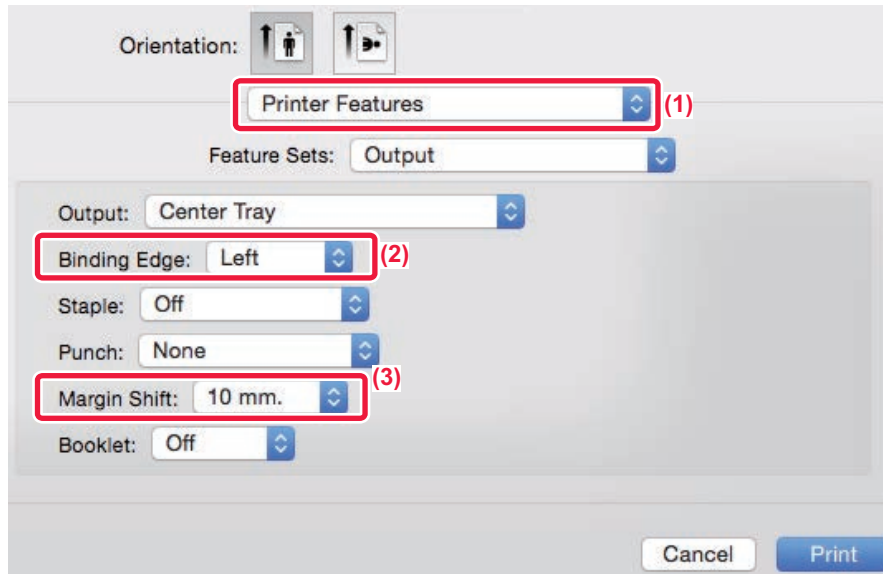 Orientation:
Printer Features (1)
Feature Sets: Output
Output: Center Tray
Binding Edge: Left (2)
Staple: Off
Punch: None
Margin Shift: 10 mm. (3)
Booklet: Off
Cancel Print